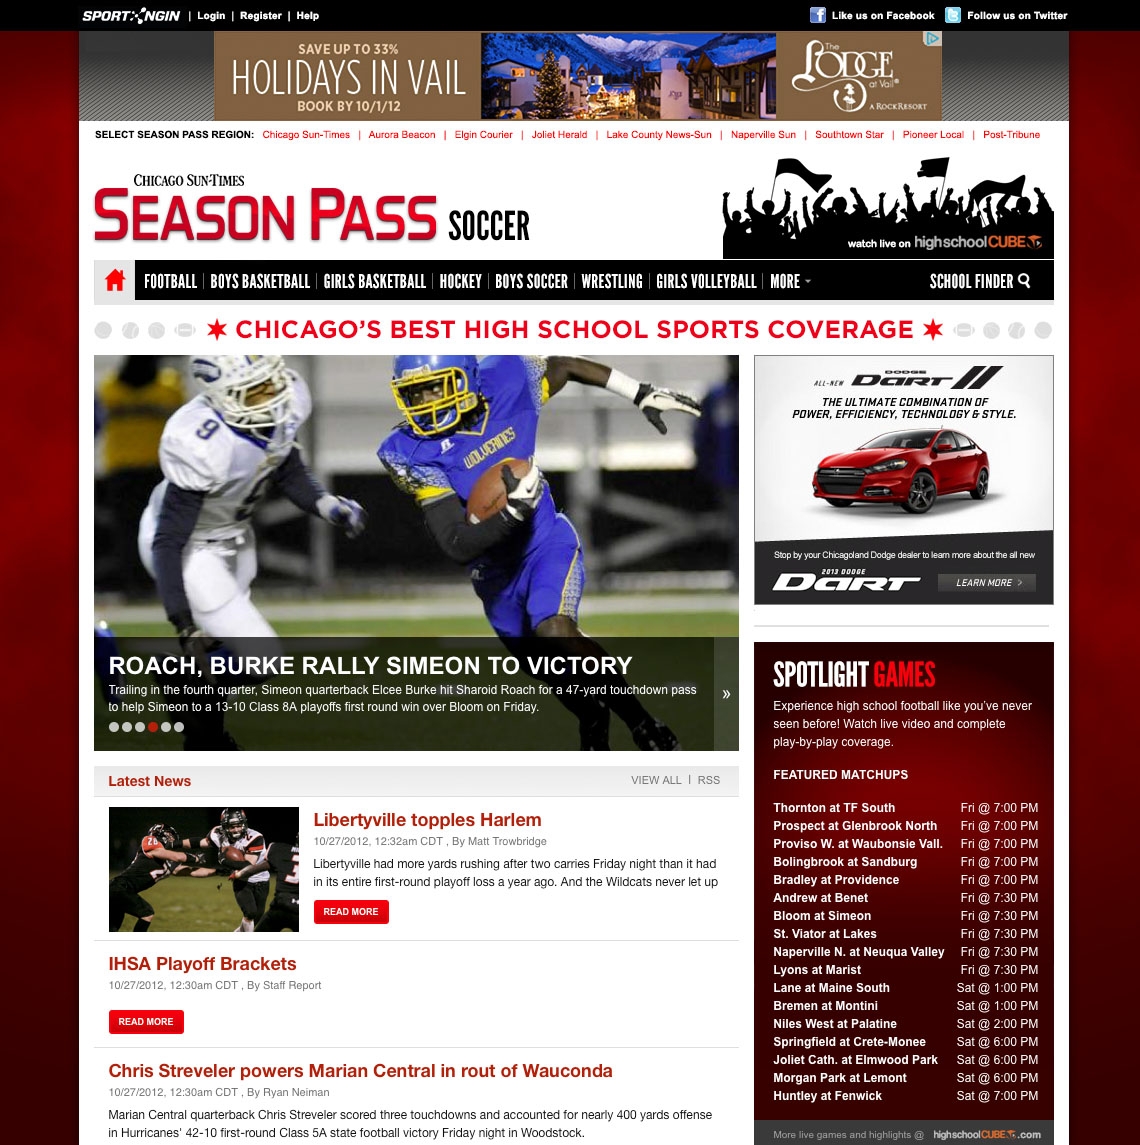 SPORT NGIN | Login | Register | Help
Like us on Facebook Follow us on Twitter
SAVE UP TO 33%
HOLIDAYS IN VAIL
BOOK BY 10/1/12
The
LODGE
at Vail®
A ROCKRESORT
SELECT SEASON PASS REGION: Chicago Sun-Times | Aurora Beacon | Elgin Courier | Joliet Herald | Lake County News-Sun | Naperville Sun | Southtown Star | Pioneer Local | Post-Tribune
CHICAGO SUN-TIMES
SEASON PASS SOCCER
watch live on highschoolCUBE
FOOTBALL | BOYS BASKETBALL | GIRLS BASKETBALL | HOCKEY | BOYS SOCCER | WRESTLING | GIRLS VOLLEYBALL | MORE SCHOOL FINDER
CHICAGO'S BEST HIGH SCHOOL SPORTS COVERAGE
9
WOLVERINES
ROACH, BURKE RALLY SIMEON TO VICTORY
Trailing in the fourth quarter, Simeon quarterback Elcee Burke hit Sharoid Roach for a 47-yard touchdown pass
to help Simeon to a 13-10 Class 8A playoffs first round win over Bloom on Friday.
»
Latest News VIEW ALL | RSS
28
Libertyville topples Harlem
10/27/2012, 12:32am CDT , By Matt Trowbridge
Libertyville had more yards rushing after two carries Friday night than it had
in its entire first-round playoff loss a year ago. And the Wildcats never let up
READ MORE
IHSA Playoff Brackets
10/27/2012, 12:30am CDT , By Staff Report
READ MORE
Chris Streveler powers Marian Central in rout of Wauconda
10/27/2012, 12:30am CDT , By Ryan Neiman
Marian Central quarterback Chris Streveler scored three touchdowns and accounted for nearly 400 yards offense
in Hurricanes' 42-10 first-round Class 5A state football victory Friday night in Woodstock.
ALL-NEW DODGE DART
THE ULTIMATE COMBINATION OF
POWER, EFFICIENCY, TECHNOLOGY & STYLE.
Stop by your Chicagoland Dodge dealer to learn more about the all new
2013 DODGE
DART
LEARN MORE >
SPOTLIGHT GAMES
Experience high school football like you've never
seen before! Watch live video and complete
play-by-play coverage.
FEATURED MATCHUPS
Thornton at TF South Fri @ 7:00 PM
Prospect at Glenbrook North Fri @ 7:00 PM
Proviso W. at Waubonsie Vall. Fri @ 7:00 PM
Bolingbrook at Sandburg Fri @ 7:00 PM
Bradley at Providence Fri @ 7:00 PM
Andrew at Benet Fri @ 7:30 PM
Bloom at Simeon Fri @ 7:30 PM
St. Viator at Lakes Fri @ 7:30 PM
Naperville N. at Neuqua Valley Fri @ 7:30 PM
Lyons at Marist Fri @ 7:30 PM
Lane at Maine South Sat @ 1:00 PM
Bremen at Montini Sat @ 1:00 PM
Niles West at Palatine Sat @ 2:00 PM
Springfield at Crete-Monee Sat @ 6:00 PM
Joliet Cath. at Elmwood Park Sat @ 6:00 PM
Morgan Park at Lemont Sat @ 6:00 PM
Huntley at Fenwick Sat @ 7:00 PM
More live games and highlights @ highschoolCUBE.com